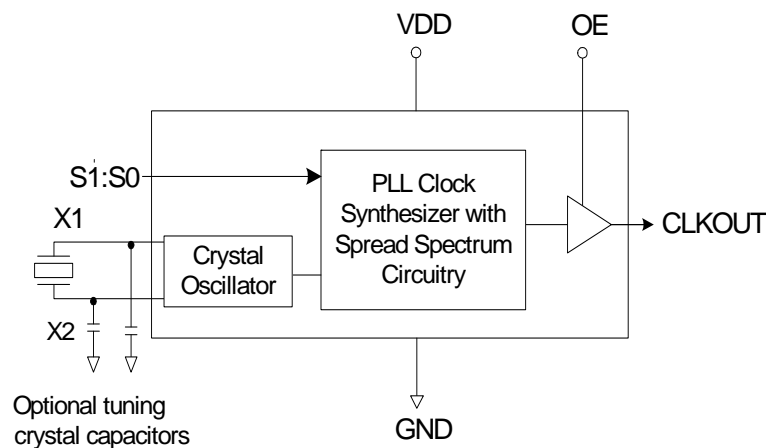 VDD
OE
S1:S0
PLL Clock
Synthesizer with
Spread Spectrum
Circuitry
CLKOUT
X1
Crystal
Oscillator
X2
Optional tuning
crystal capacitors
GND